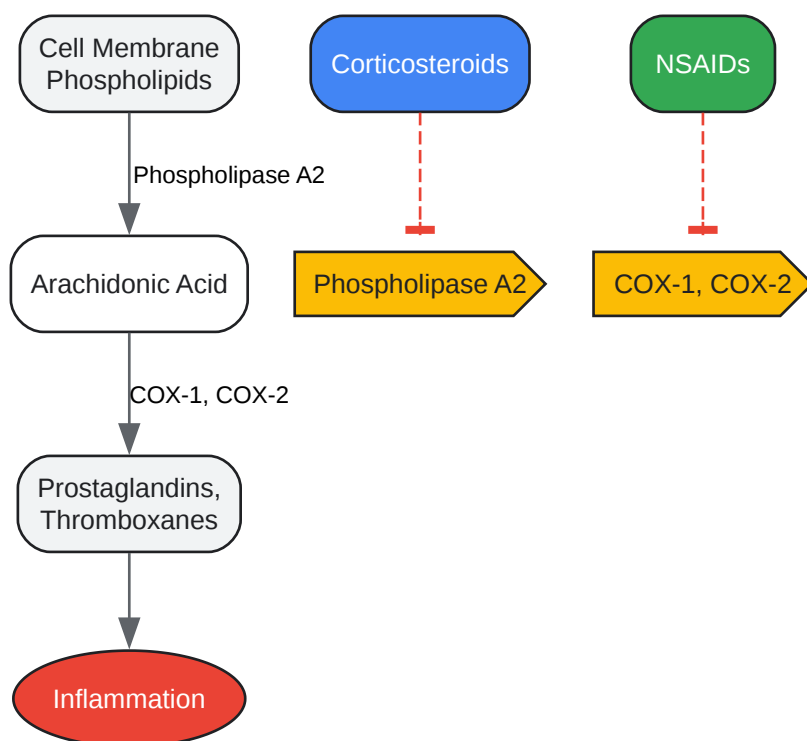 Cell Membrane
Phospholipids
Corticosteroids
NSAIDs
Phospholipase A2
Arachidonic Acid
Phospholipase A2
COX-1, COX-2
COX-1, COX-2
Prostaglandins,
Thromboxanes
Inflammation